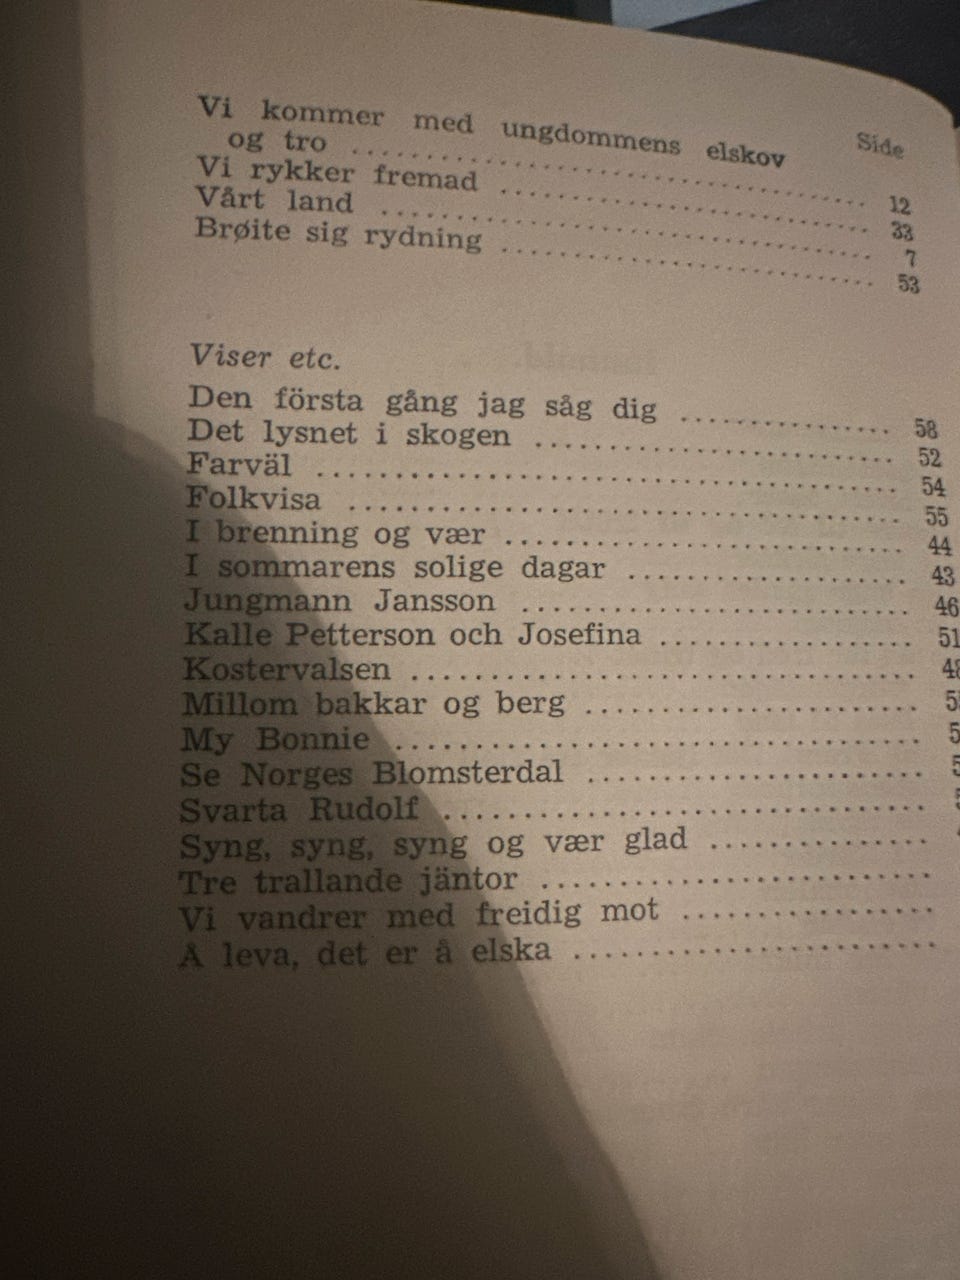 Side
Vi kommer med ungdommens elskov
og tro .......................................... 12
Vi rykker fremad .............................. 33
Vårt land ........................................ 7
Brøite sig rydning ............................ 53
Viser etc.
Den första gång jag såg dig ................ 58
Det lysnet i skogen .......................... 52
Farväl ............................................ 54
Folkvisa .......................................... 55
I brenning og vær .............................. 44
I sommarens solige dagar .................... 43
Jungmann Jansson .............................. 46
Kalle Petterson och Josefina ................ 51
Kostervalsen ....................................
Millom bakkar og berg ........................
My Bonnie ........................................
Se Norges Blomsterdal ........................
Svarta Rudolf ..................................
Syng, syng, syng og vær glad ................
Tre trallande jäntor ..........................
Vi vandrer med freidig mot ..................
Å leva, det er å elska ........................